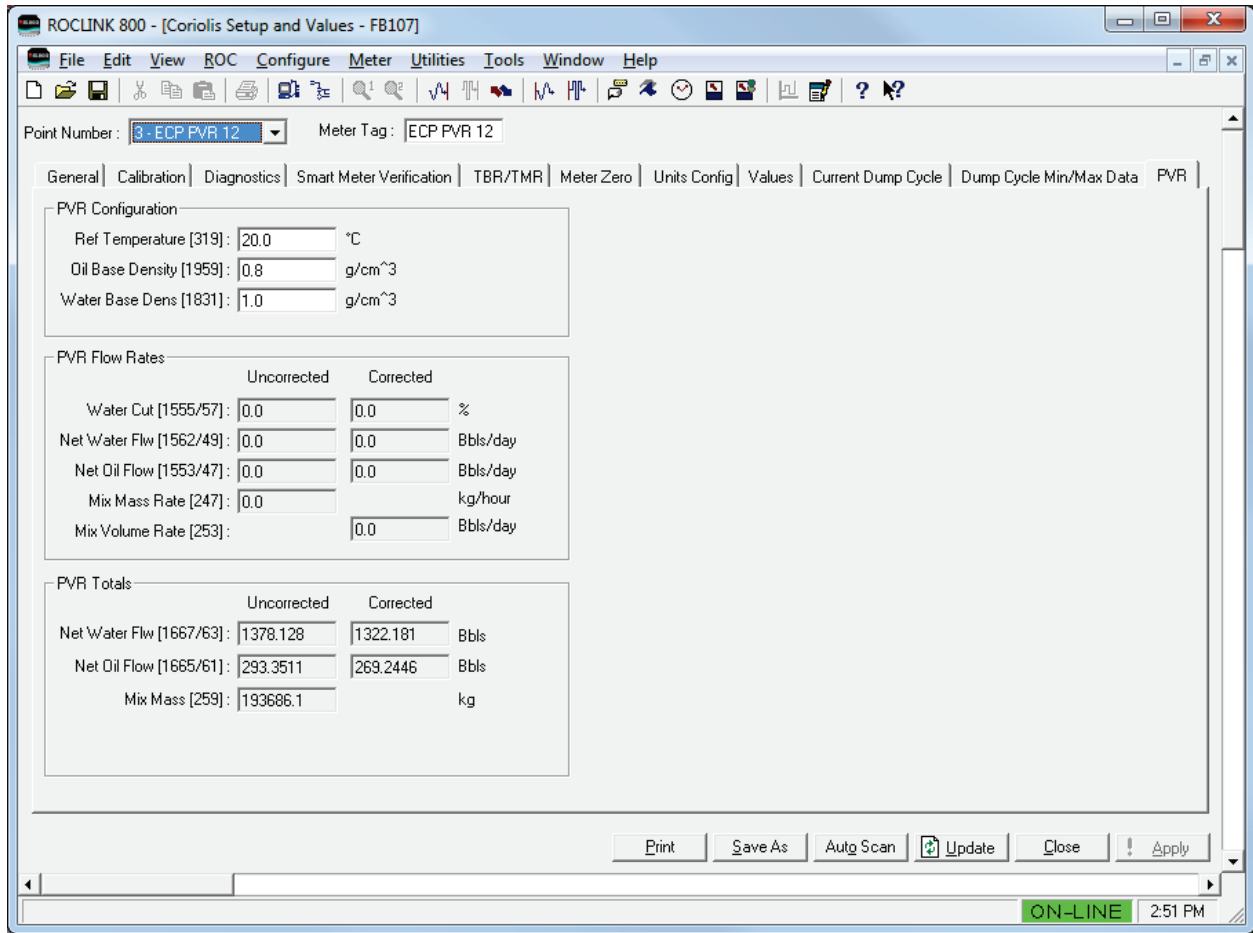 ROCLINK 800 - [Coriolis Setup and Values - FB107]
File Edit View ROC Configure Meter Utilities Tools Window Help
Point Number : 3 - ECP PVR 12 Meter Tag : ECP PVR 12
General Calibration Diagnostics Smart Meter Verification TBR/TMR Meter Zero Units Config Values Current Dump Cycle Dump Cycle Min/Max Data PVR
PVR Configuration
Ref Temperature [319] : 20.0 °C
Oil Base Density [1959] : 0.8 g/cm^3
Water Base Dens [1831] : 1.0 g/cm^3
PVR Flow Rates
Uncorrected Corrected
Water Cut [1555/57] : 0.0 0.0 %
Net Water Flw [1562/49] : 0.0 0.0 Bbls/day
Net Oil Flow [1553/47] : 0.0 0.0 Bbls/day
Mix Mass Rate [247] : 0.0 kg/hour
Mix Volume Rate [253] : 0.0 Bbls/day
PVR Totals
Uncorrected Corrected
Net Water Flw [1667/63] : 1378.128 1322.181 Bbls
Net Oil Flow [1665/61] : 293.3511 269.2446 Bbls
Mix Mass [259] : 193686.1 kg
Print Save As Auto Scan Update Close ! Apply
ON-LINE 2:51 PM